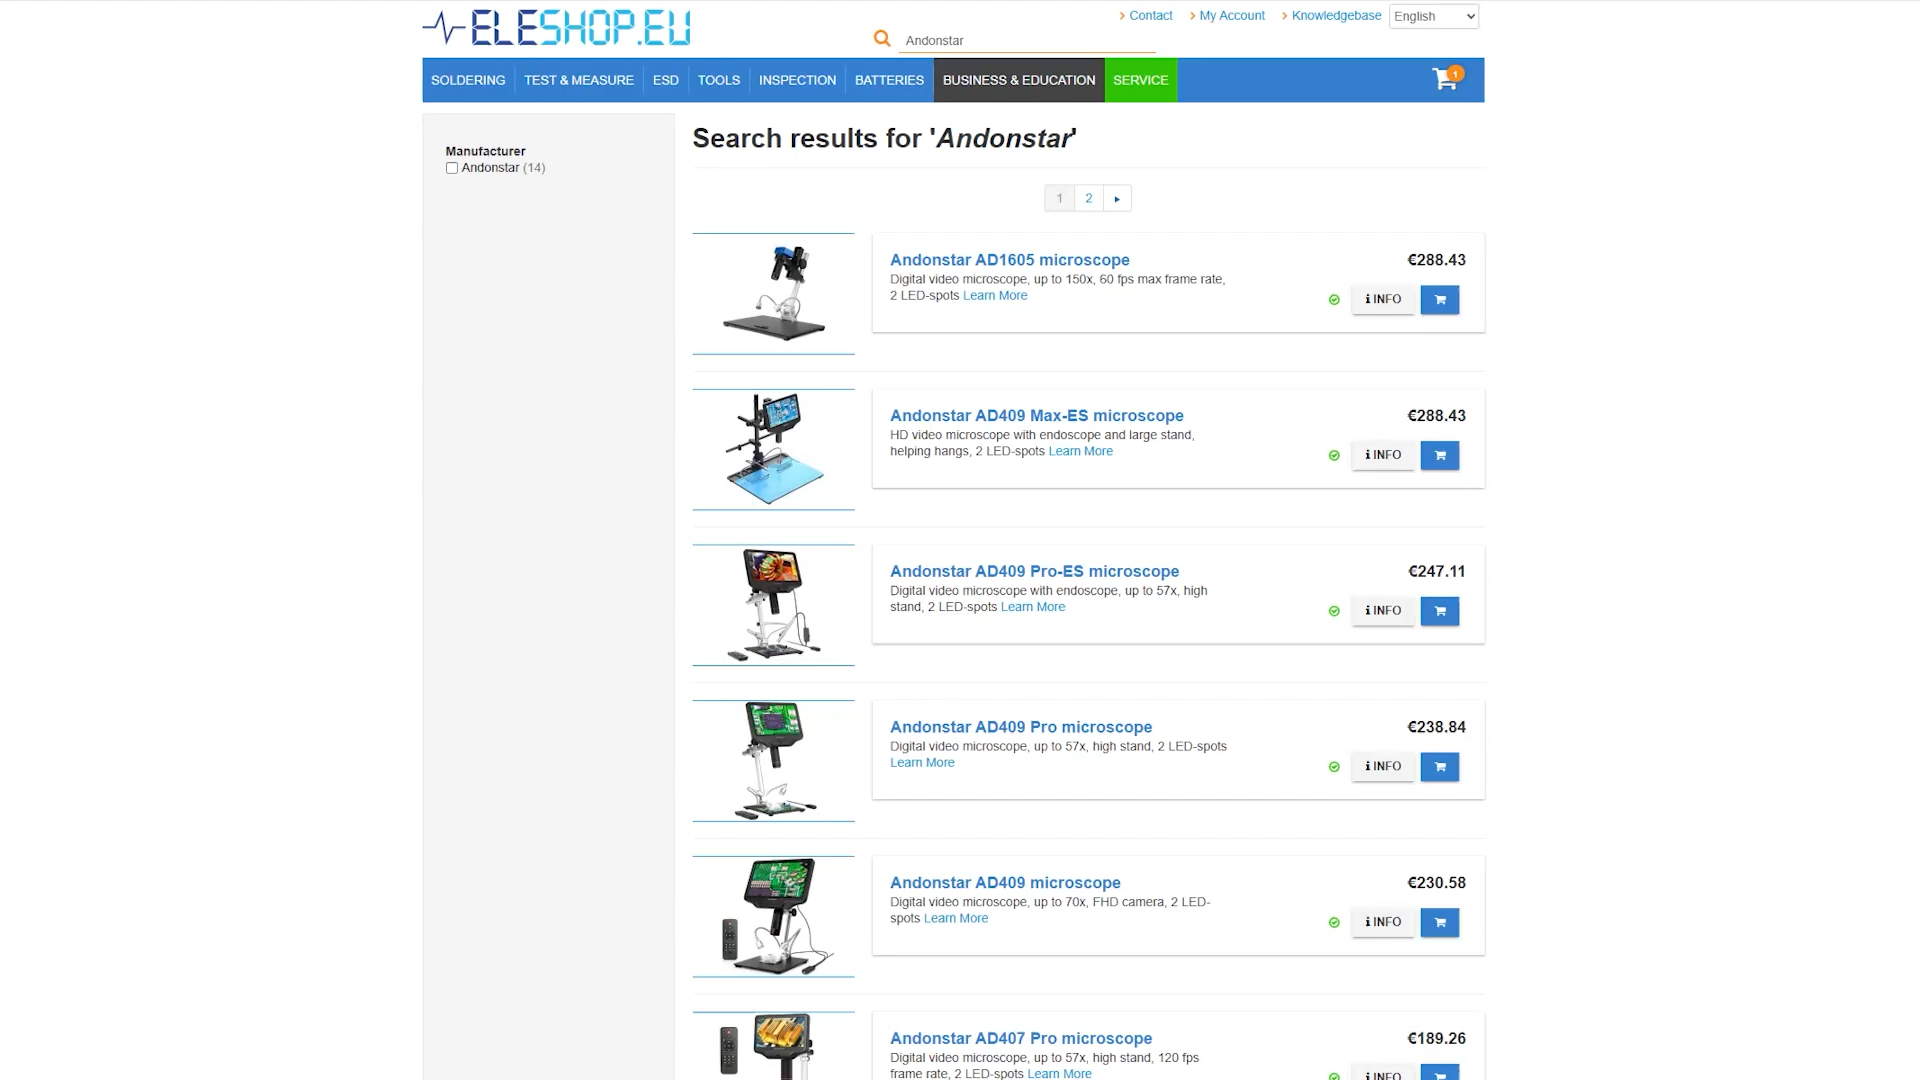 ELESHOP.EU
Contact
My Account
Knowledgebase
English
Andonstar
SOLDERING
TEST & MEASURE
ESD
TOOLS
INSPECTION
BATTERIES
BUSINESS & EDUCATION
SERVICE
1
Manufacturer
Andonstar (14)
Search results for 'Andonstar'
1
2
Andonstar AD1605 microscope
€288.43
Digital video microscope, up to 150x, 60 fps max frame rate,
2 LED-spots Learn More
INFO
Andonstar AD409 Max-ES microscope
€288.43
HD video microscope with endoscope and large stand,
helping hangs, 2 LED-spots Learn More
INFO
Andonstar AD409 Pro-ES microscope
€247.11
Digital video microscope with endoscope, up to 57x, high
stand, 2 LED-spots Learn More
INFO
Andonstar AD409 Pro microscope
€238.84
Digital video microscope, up to 57x, high stand, 2 LED-spots
Learn More
INFO
Andonstar AD409 microscope
€230.58
Digital video microscope, up to 70x, FHD camera, 2 LED-
spots Learn More
INFO
Andonstar AD407 Pro microscope
€189.26
Digital video microscope, up to 57x, high stand, 120 fps
frame rate, 2 LED-spots Learn More
INFO